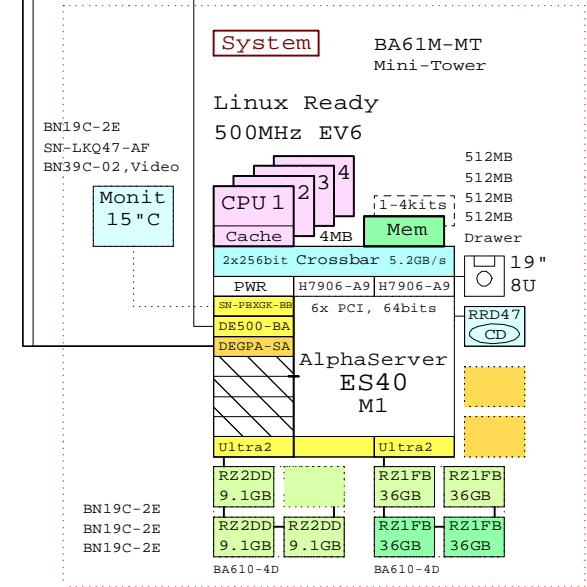 System
BA61M-MT
Mini-Tower
Linux Ready
500MHz EV6
BN19C-2E
SN-LKQ47-AF
BN39C-02,Video
Monit
15"C
CPU 1
2
3
4
Cache
4MB
1-4kits
Mem
512MB
512MB
512MB
512MB
Drawer
2x256bit Crossbar 5.2GB/s
19"
8U
PWR
H7906-A9
H7906-A9
SN-PBXGK-BB
6x PCI, 64bits
DE500-BA
RRD47
CD
DEGPA-SA
AlphaServer
ES40
M1
Ultra2
Ultra2
RZ2DD
9.1GB
RZ1FB
36GB
RZ1FB
36GB
BN19C-2E
BN19C-2E
BN19C-2E
RZ2DD
9.1GB
RZ2DD
9.1GB
RZ1FB
36GB
RZ1FB
36GB
BA610-4D
BA610-4D